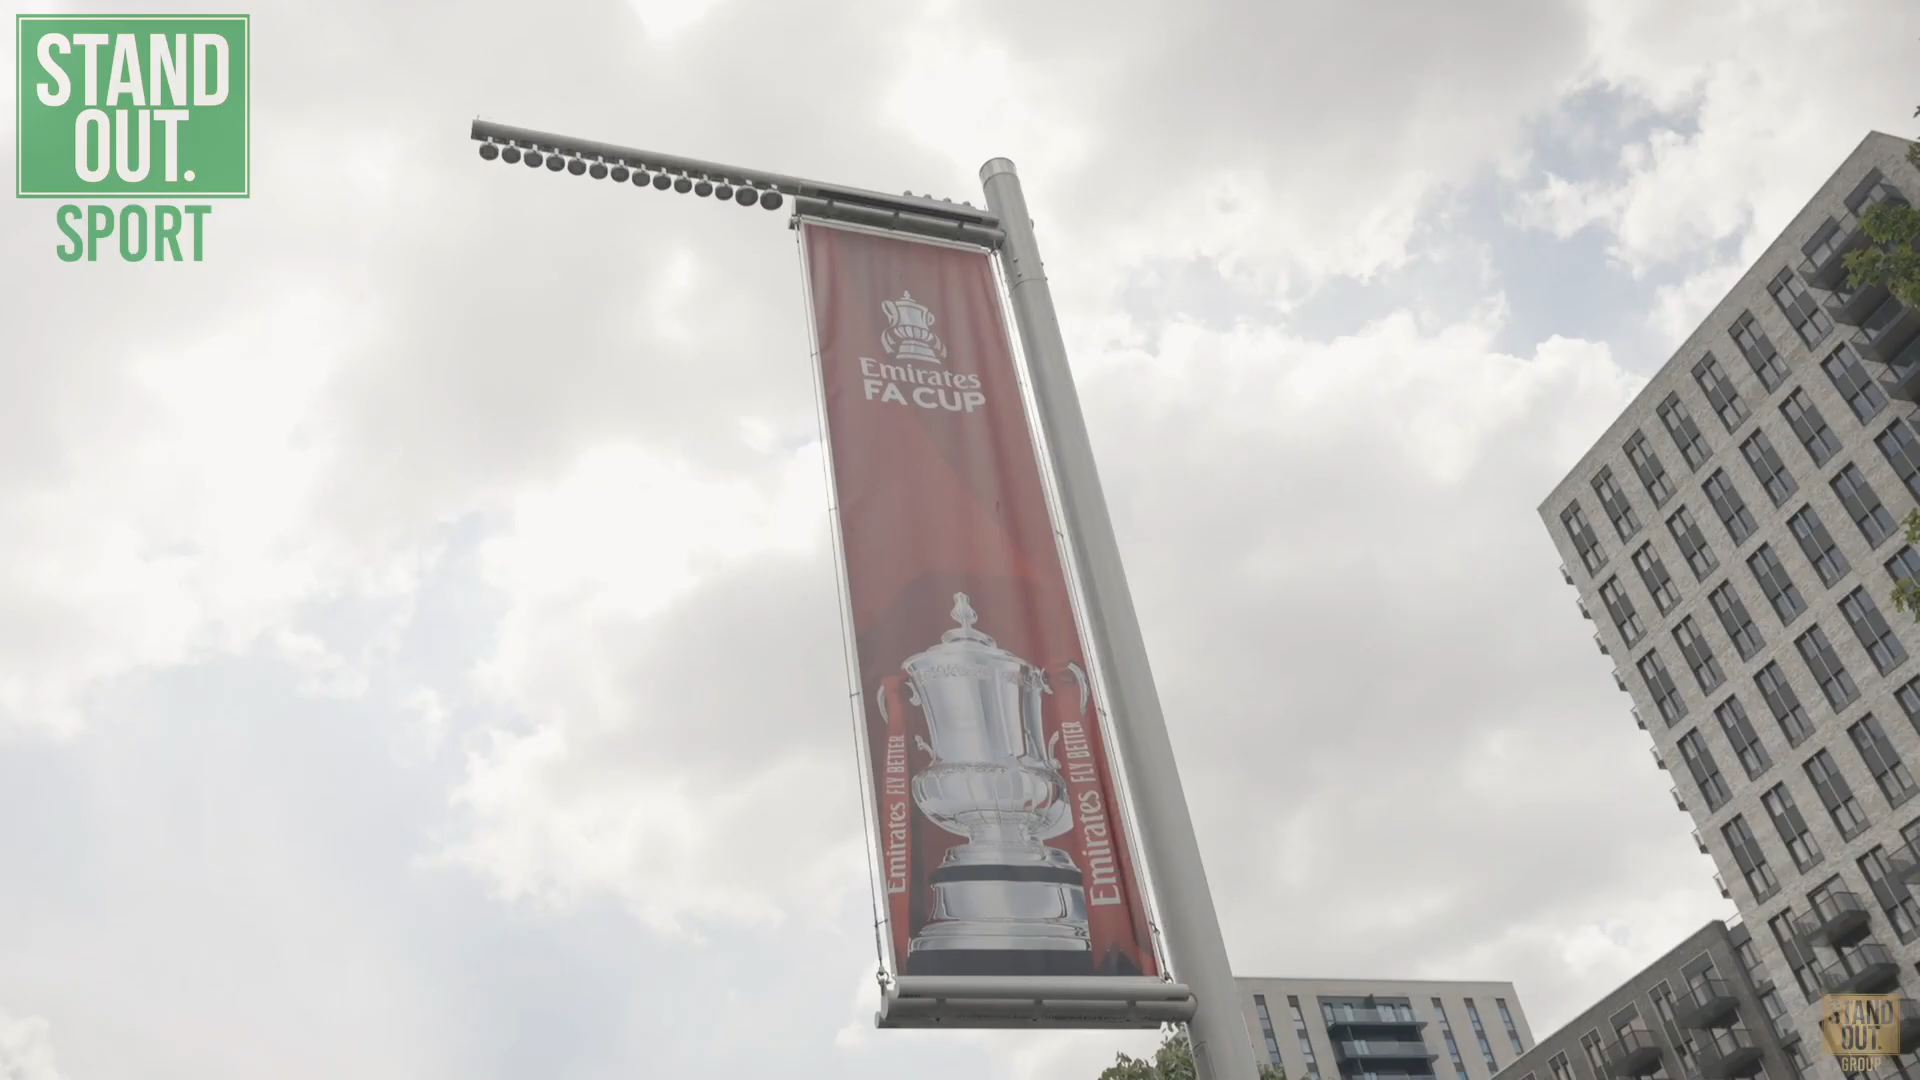 STAND
OUT.
SPORT
Emirates
FA CUP
Emirates FLY BETTER
Emirates FLY BETTER
STAND
OUT.
GROUP